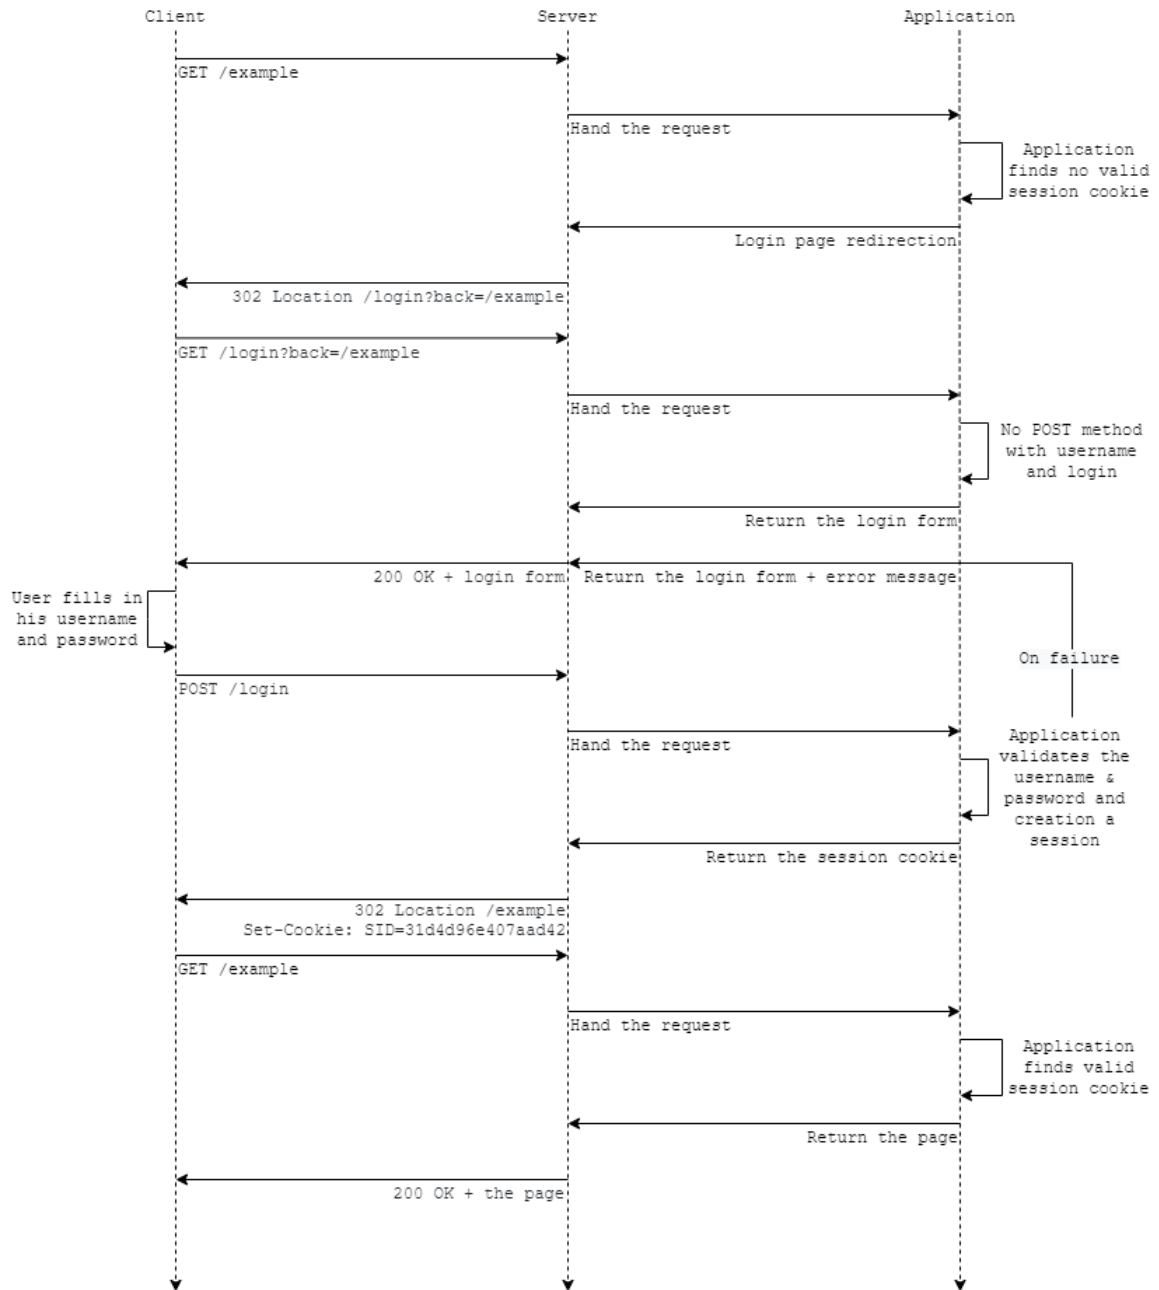 Client
Server
Application
GET /example
Hand the request
Application
finds no valid
session cookie
Login page redirection
302 Location /login?back=/example
GET /login?back=/example
Hand the request
No POST method
with username
and login
Return the login form
200 OK + login form
Return the login form + error message
User fills in
his username
and password
On failure
POST /login
Hand the request
Application
validates the
username &
password and
creation a
session
Return the session cookie
302 Location /example
Set-Cookie: SID=31d4d96e407aad42
GET /example
Hand the request
Application
finds valid
session cookie
Return the page
200 OK + the page